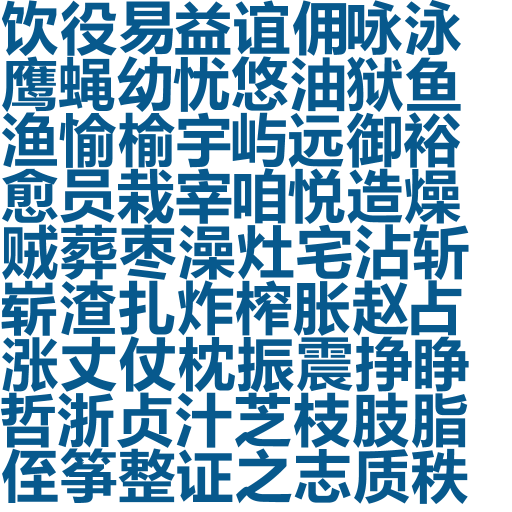 饮役易益谊佣咏泳
鹰蝇幼忧悠油狱鱼
渔愉榆宇屿远御裕
愈员栽宰咱悦造燥
贼葬枣澡灶宅沾斩
崭渣扎炸榨胀赵占
涨丈仗枕振震挣睁
哲浙贞汁芝枝肢脂
侄筝整证之志质秩